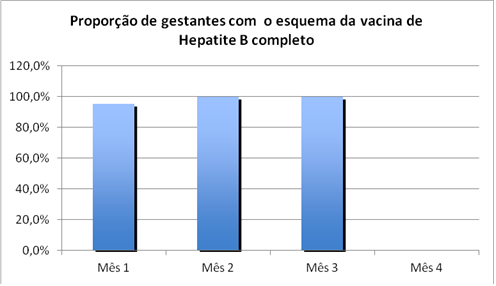 Proporção de gestantes com  o esquema da vacina de
Hepatite B completo
120,0%
100,0%
80,0%
60,0%
40,0%
20,0%
0,0%
Mês 1 Mês 2 Mês 3 Mês 4